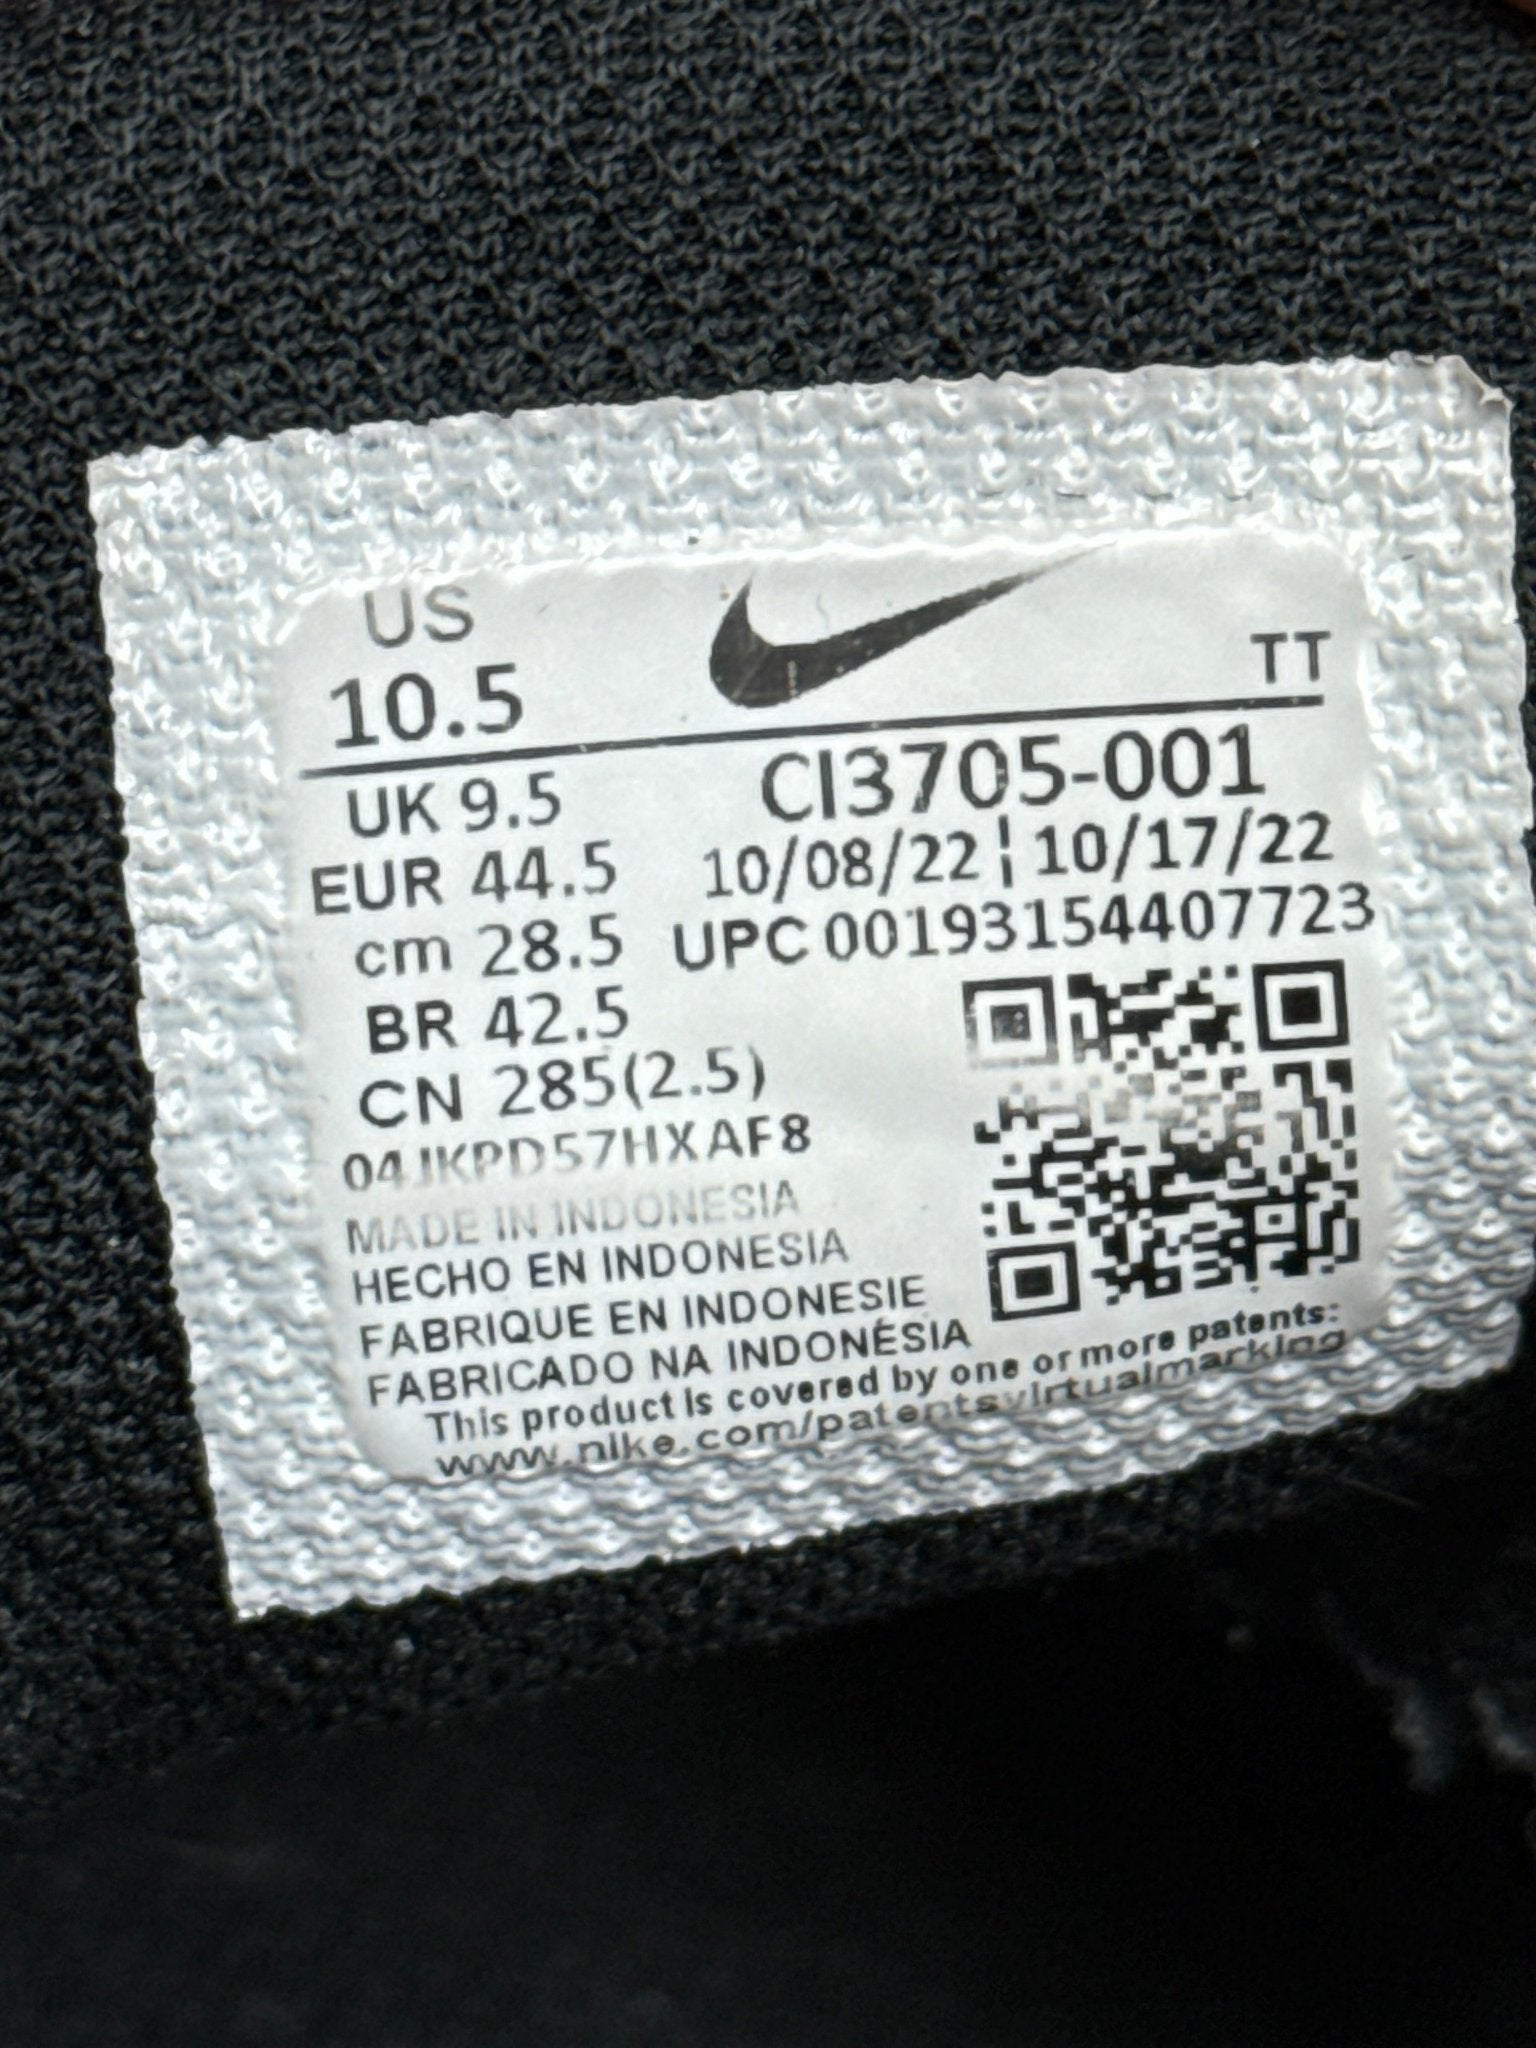 US
10.5
TT
UK 9.5
CI3705-001
EUR 44.5
10/08/22 ¦ 10/17/22
cm 28.5
UPC 00193154407723
BR 42.5
CN 285(2.5)
04JKPD57HXAF8
MADE IN INDONESIA
HECHO EN INDONESIA
FABRIQUE EN INDONESIE
FABRICADO NA INDONÉSIA
This product is covered by one or more patents:
www.nike.com/patentsvirtualmarking